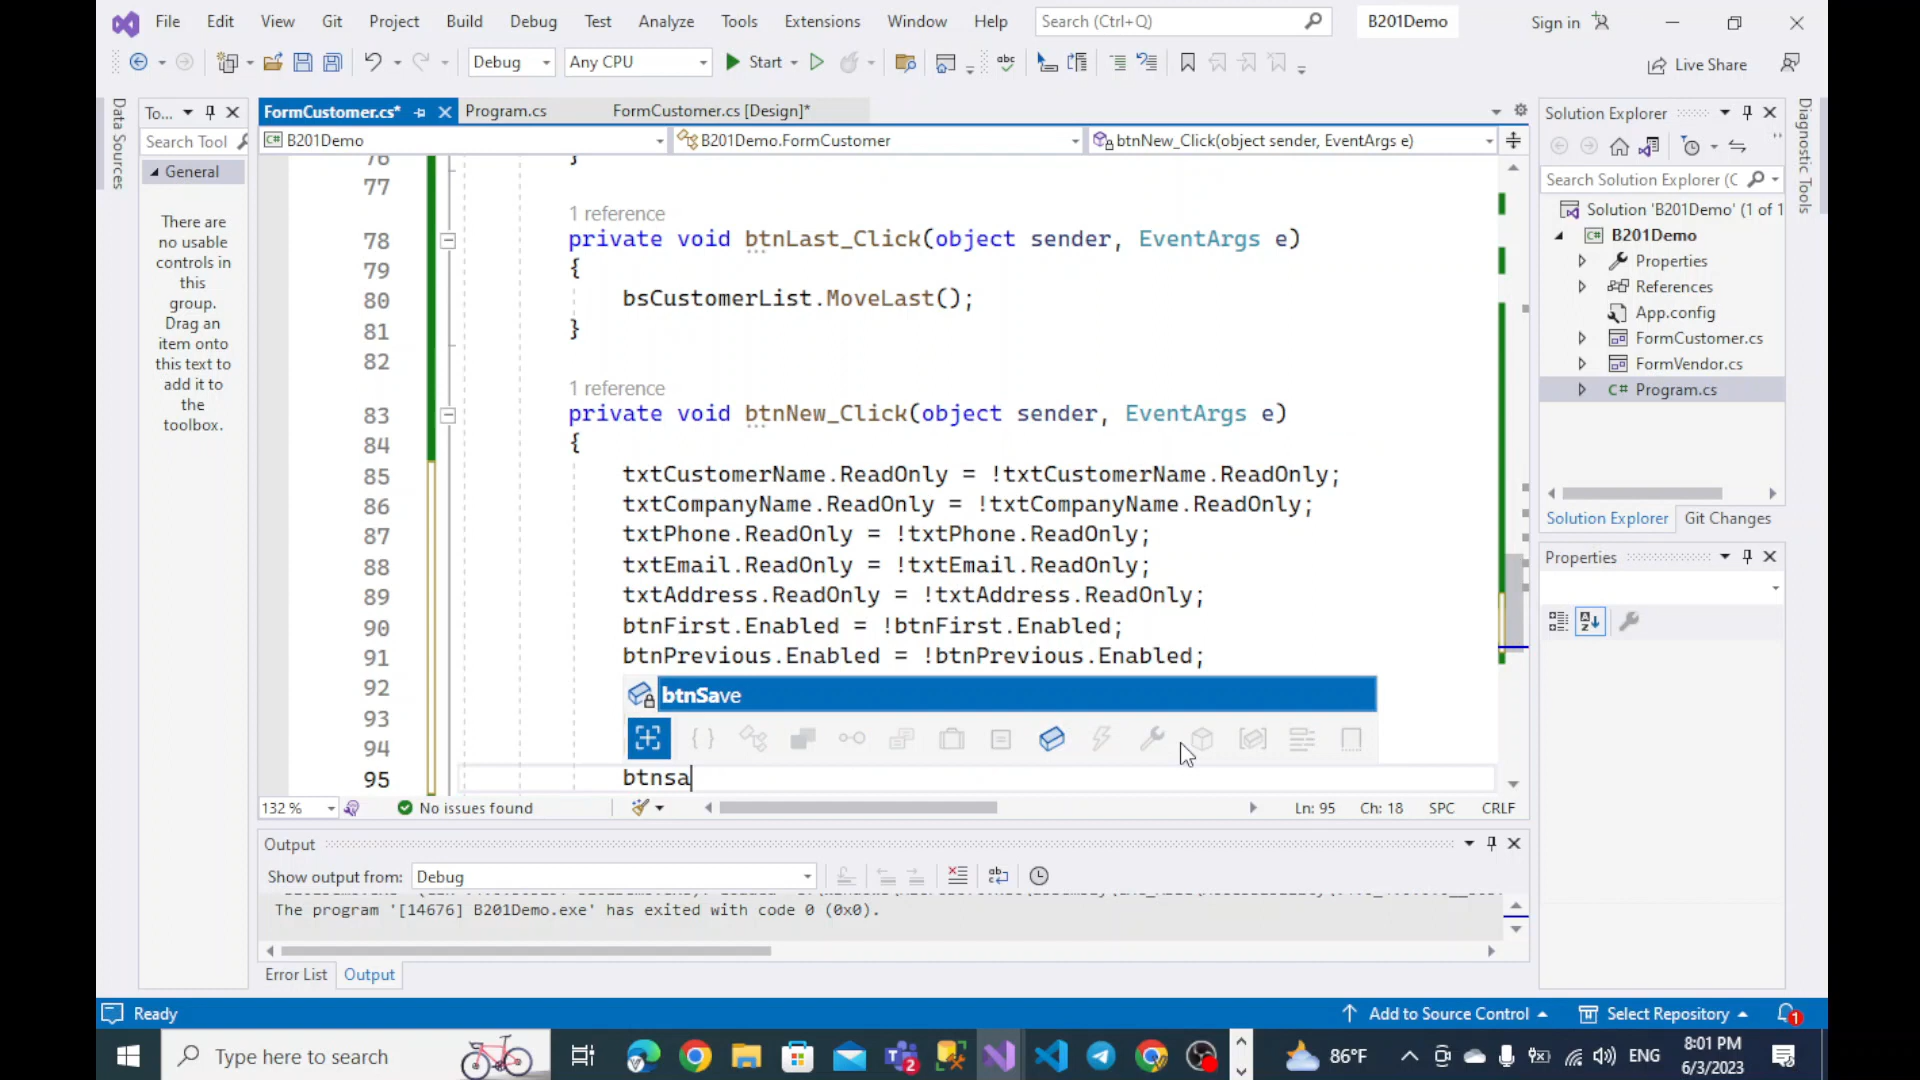 File Edit View Git Project Build Debug Test Analyze Tools Extensions Window Help Search (Ctrl+Q) B201Demo Sign in
Debug Any CPU Start Live Share
Data Sources
To...
Search Tool
General
There are
no usable
controls in
this
group.
Drag an
item onto
this text to
add it to
the
toolbox.
FormCustomer.cs* Program.cs FormCustomer.cs [Design]*
C# B201Demo B201Demo.FormCustomer btnNew_Click(object sender, EventArgs e)
76 }
77
1 reference
78 private void btnLast_Click(object sender, EventArgs e)
79 {
80 bsCustomerList.MoveLast();
81 }
82
1 reference
83 private void btnNew_Click(object sender, EventArgs e)
84 {
85 txtCustomerName.ReadOnly = !txtCustomerName.ReadOnly;
86 txtCompanyName.ReadOnly = !txtCompanyName.ReadOnly;
87 txtPhone.ReadOnly = !txtPhone.ReadOnly;
88 txtEmail.ReadOnly = !txtEmail.ReadOnly;
89 txtAddress.ReadOnly = !txtAddress.ReadOnly;
90 btnFirst.Enabled = !btnFirst.Enabled;
91 btnPrevious.Enabled = !btnPrevious.Enabled;
92 btnSave
93
94
95 btnsa
132 % No issues found Ln: 95 Ch: 18 SPC CRLF
Output
Show output from: Debug
The program '[14676] B201Demo.exe' has exited with code 0 (0x0).
Error List Output
Solution Explorer
Search Solution Explorer (C
Solution 'B201Demo' (1 of 1
C# B201Demo
Properties
References
App.config
FormCustomer.cs
FormVendor.cs
C# Program.cs
Solution Explorer Git Changes
Properties
Diagnostic Tools
Ready Add to Source Control Select Repository 1
Type here to search 2 86°F ENG 8:01 PM
6/3/2023